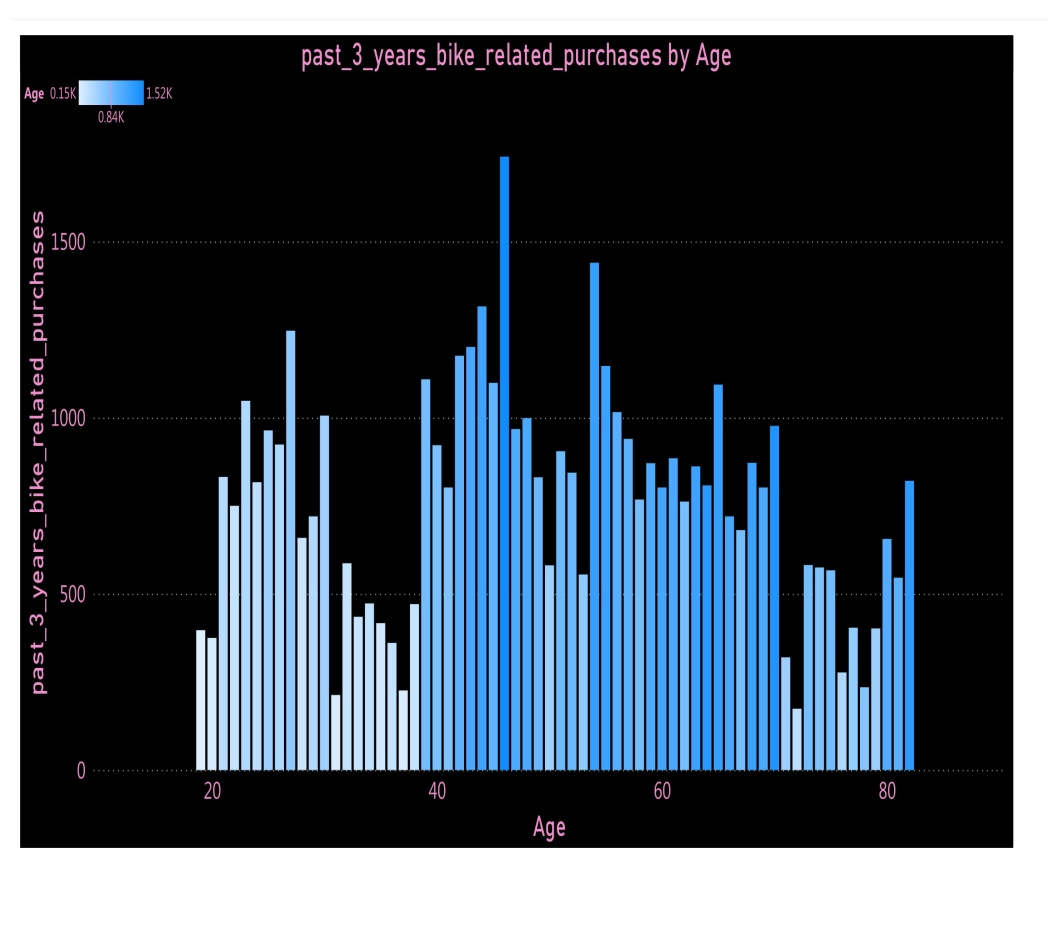 past_3_years_bike_related_purchases by Age
Age 0.15K 1.52K
0.84K
past_3_years_bike_related_purchases
1500
1000
500
0
20 40 60 80
Age